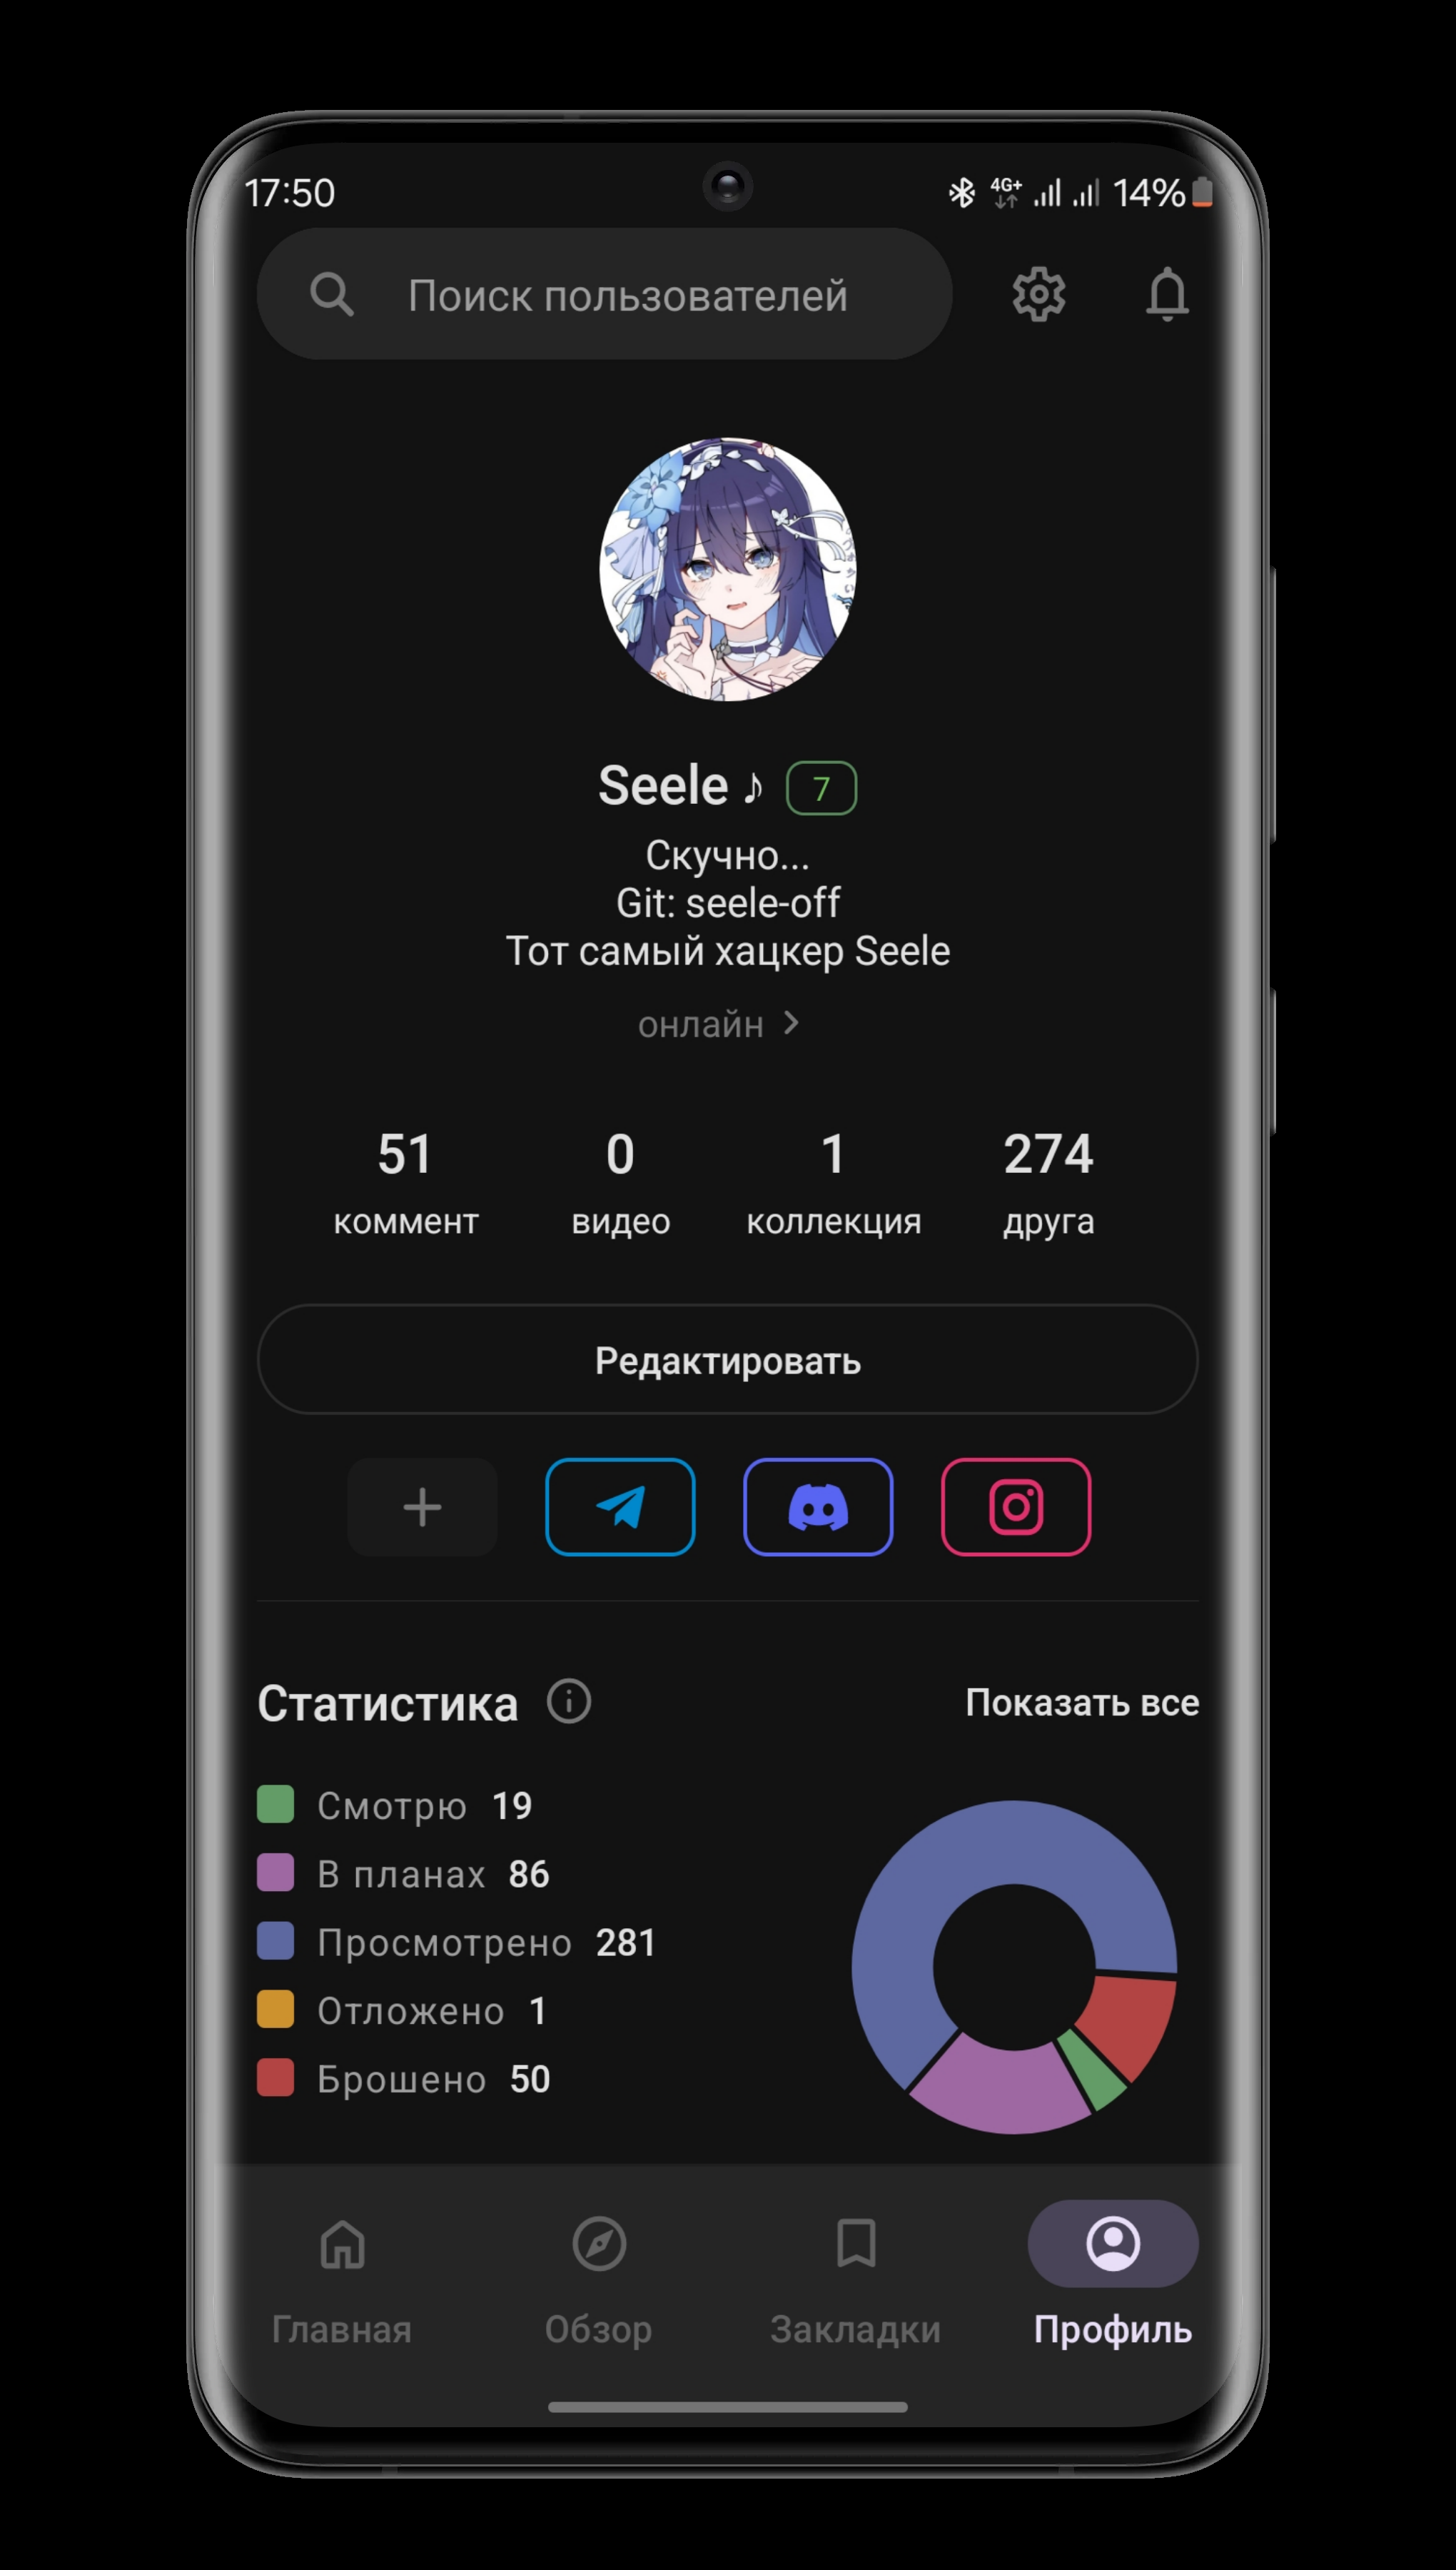 17:50
4G+
14%
Поиск пользователей
Seele ♪ 7
Скучно...
Git: seele-off
Тот самый хацкер Seele
онлайн
51 0 1 274
коммент видео коллекция друга
Редактировать
Статистика Показать все
Смотрю 19
В планах 86
Просмотрено 281
Отложено 1
Брошено 50
Главная Обзор Закладки Профиль